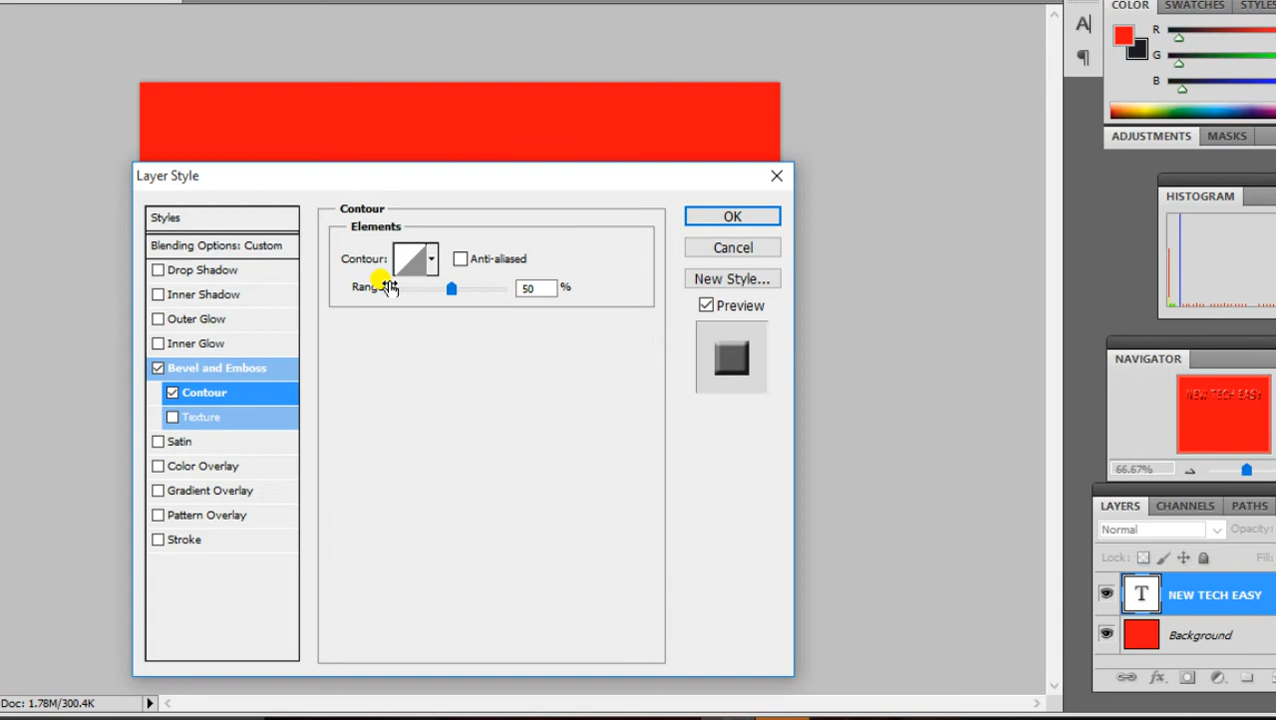 COLOR SWATCHES STYLES
R
G
B
ADJUSTMENTS MASKS
HISTOGRAM
NAVIGATOR
NEW TECH EASY
66.67%
LAYERS CHANNELS PATHS
Normal Opacity:
Lock: Fill:
T NEW TECH EASY
Background
Layer Style
Styles
Blending Options: Custom
Drop Shadow
Inner Shadow
Outer Glow
Inner Glow
Bevel and Emboss
Contour
Texture
Satin
Color Overlay
Gradient Overlay
Pattern Overlay
Stroke
Contour
Elements
Contour: Anti-aliased
50 %
OK
Cancel
New Style...
Preview
Doc: 1.78M/300.4K